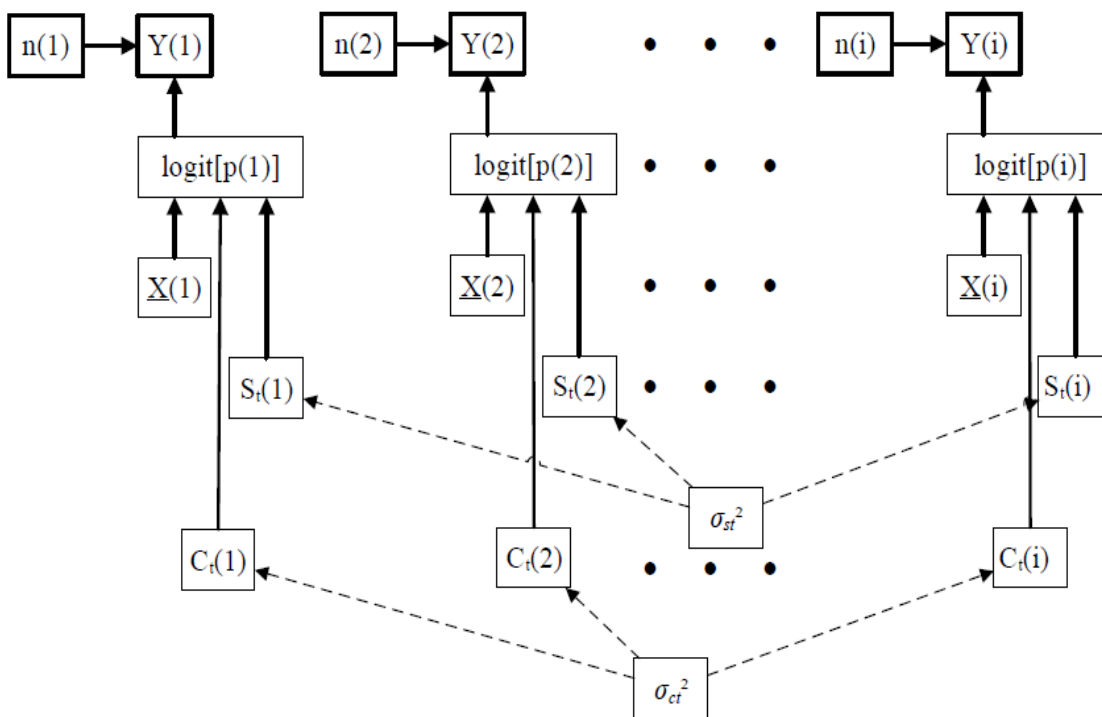 n(1) Y(1) n(2) Y(2) • • • n(i) Y(i)
logit[p(1)] logit[p(2)] • • • logit[p(i)]
X(1) X(2) • • • X(i)
Sₜ(1) Sₜ(2) • • • Sₜ(i)
σₛₜ²
Cₜ(1) Cₜ(2) • • • Cₜ(i)
σ_ct²